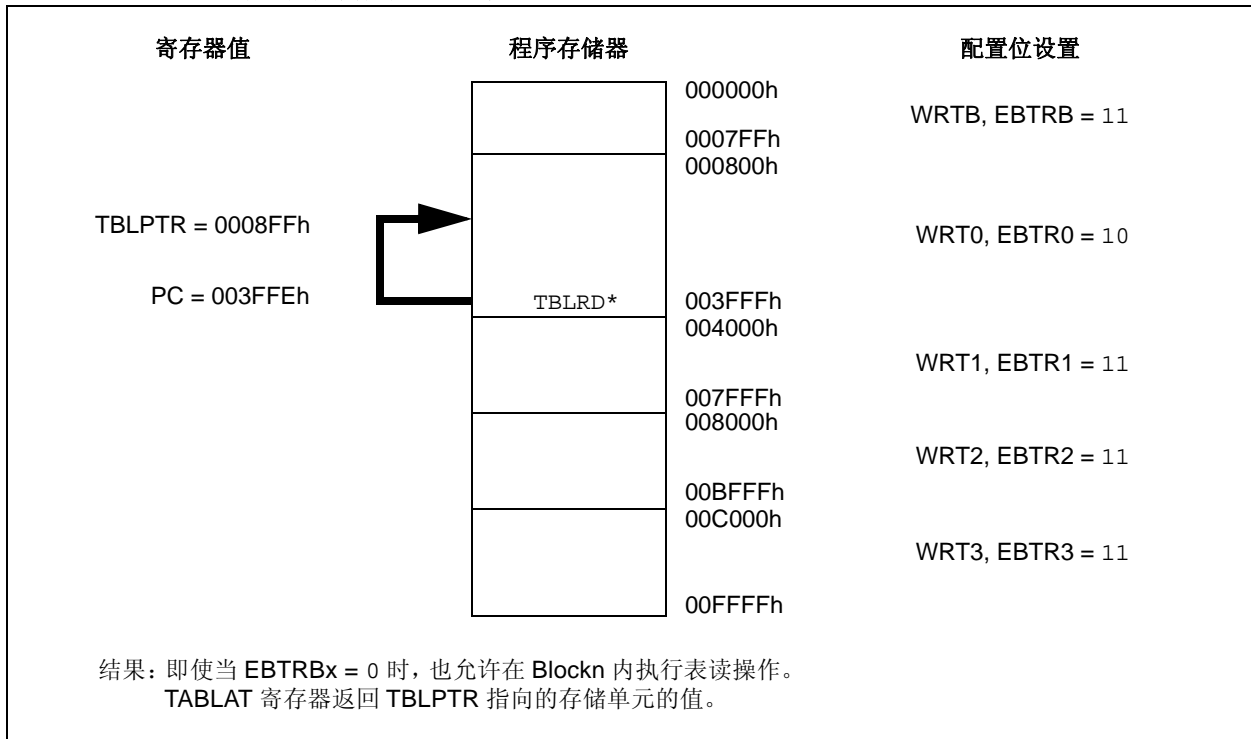 寄存器值 程序存储器 配置位设置
000000h
WRTB, EBTRB = 11
0007FFh
000800h
TBLPTR = 0008FFh
WRT0, EBTR0 = 10
PC = 003FFEh
TBLRD*
003FFFh
004000h
WRT1, EBTR1 = 11
007FFFh
008000h
WRT2, EBTR2 = 11
00BFFFh
00C000h
WRT3, EBTR3 = 11
00FFFFh
结果：即使当 EBTRBx = 0 时，也允许在 Blockn 内执行表读操作。
TABLAT 寄存器返回 TBLPTR 指向的存储单元的值。